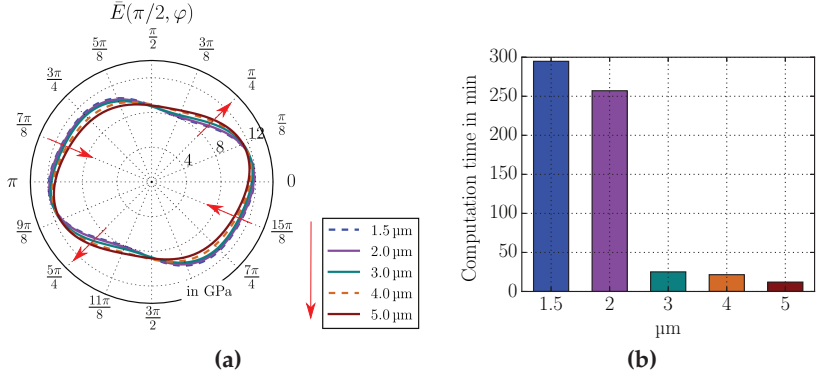 Ē(π/2, φ)
π/2
5π/8
3π/8
3π/4
π/4
7π/8
π/8
12
8
4
π
0
9π/8
15π/8
5π/4
7π/4
11π/8
in GPa
3π/2
1.5 µm
2.0 µm
3.0 µm
4.0 µm
5.0 µm
(a)
Computation time in min
300
250
200
150
100
50
0
1.5 2 3 4 5
µm
(b)